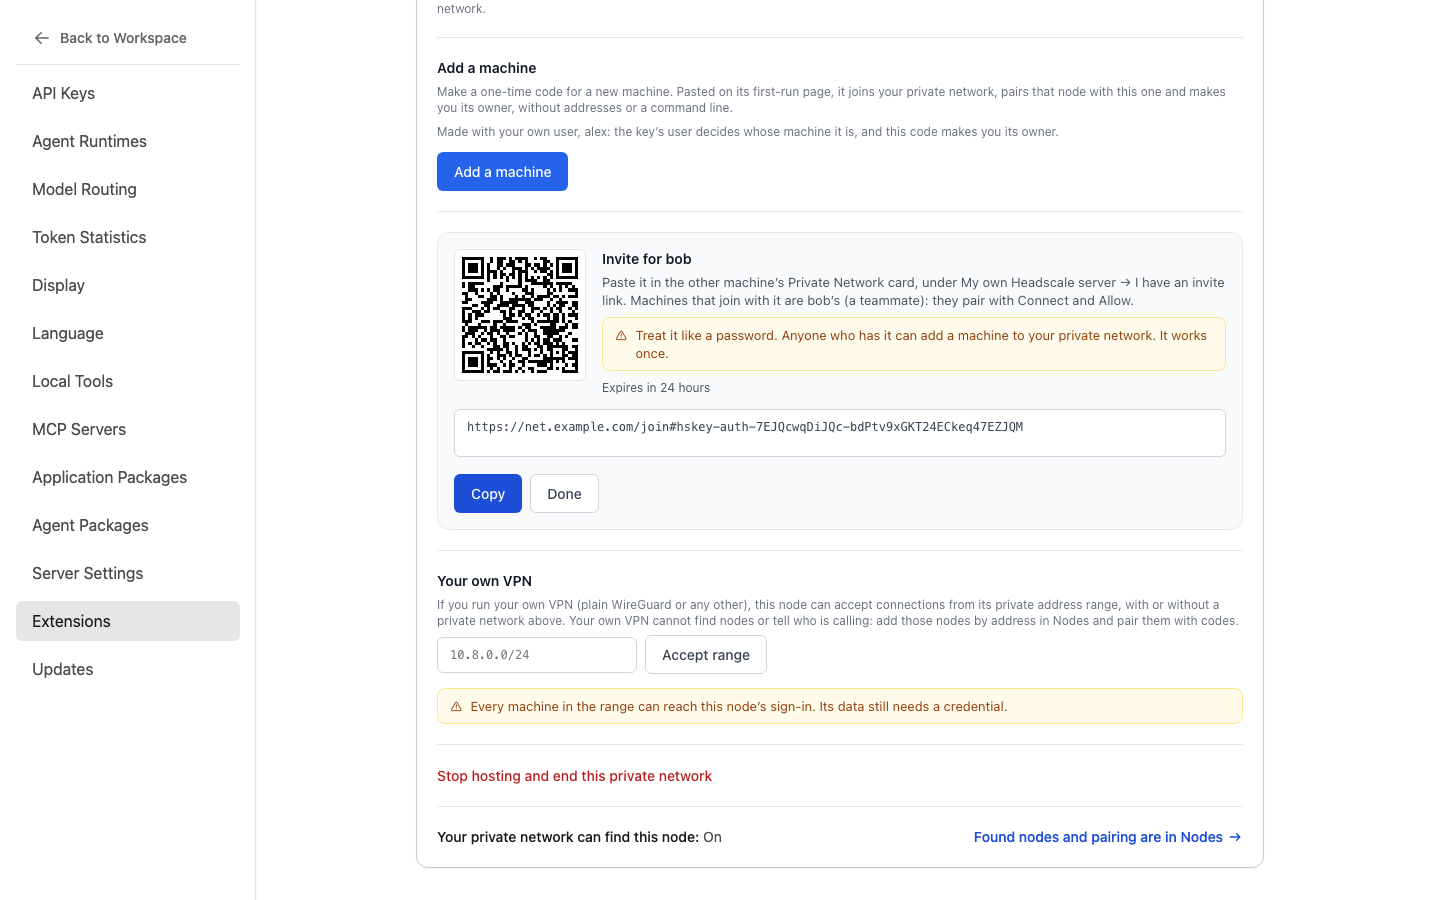 network.
Back to Workspace
API Keys
Agent Runtimes
Model Routing
Token Statistics
Display
Language
Local Tools
MCP Servers
Application Packages
Agent Packages
Server Settings
Extensions
Updates
Add a machine
Make a one-time code for a new machine. Pasted on its first-run page, it joins your private network, pairs that node with this one and makes
you its owner, without addresses or a command line.
Made with your own user, alex: the key's user decides whose machine it is, and this code makes you its owner.
Add a machine
Invite for bob
Paste it in the other machine's Private Network card, under My own Headscale server → I have an invite
link. Machines that join with it are bob's (a teammate): they pair with Connect and Allow.
Treat it like a password. Anyone who has it can add a machine to your private network. It works
once.
Expires in 24 hours
https://net.example.com/join#hskey-auth-7EJQcwqDiJQc-bdPtv9xGKT24ECkeq47EZJQM
Copy
Done
Your own VPN
If you run your own VPN (plain WireGuard or any other), this node can accept connections from its private address range, with or without a
private network above. Your own VPN cannot find nodes or tell who is calling: add those nodes by address in Nodes and pair them with codes.
10.8.0.0/24
Accept range
Every machine in the range can reach this node's sign-in. Its data still needs a credential.
Stop hosting and end this private network
Your private network can find this node: On
Found nodes and pairing are in Nodes →